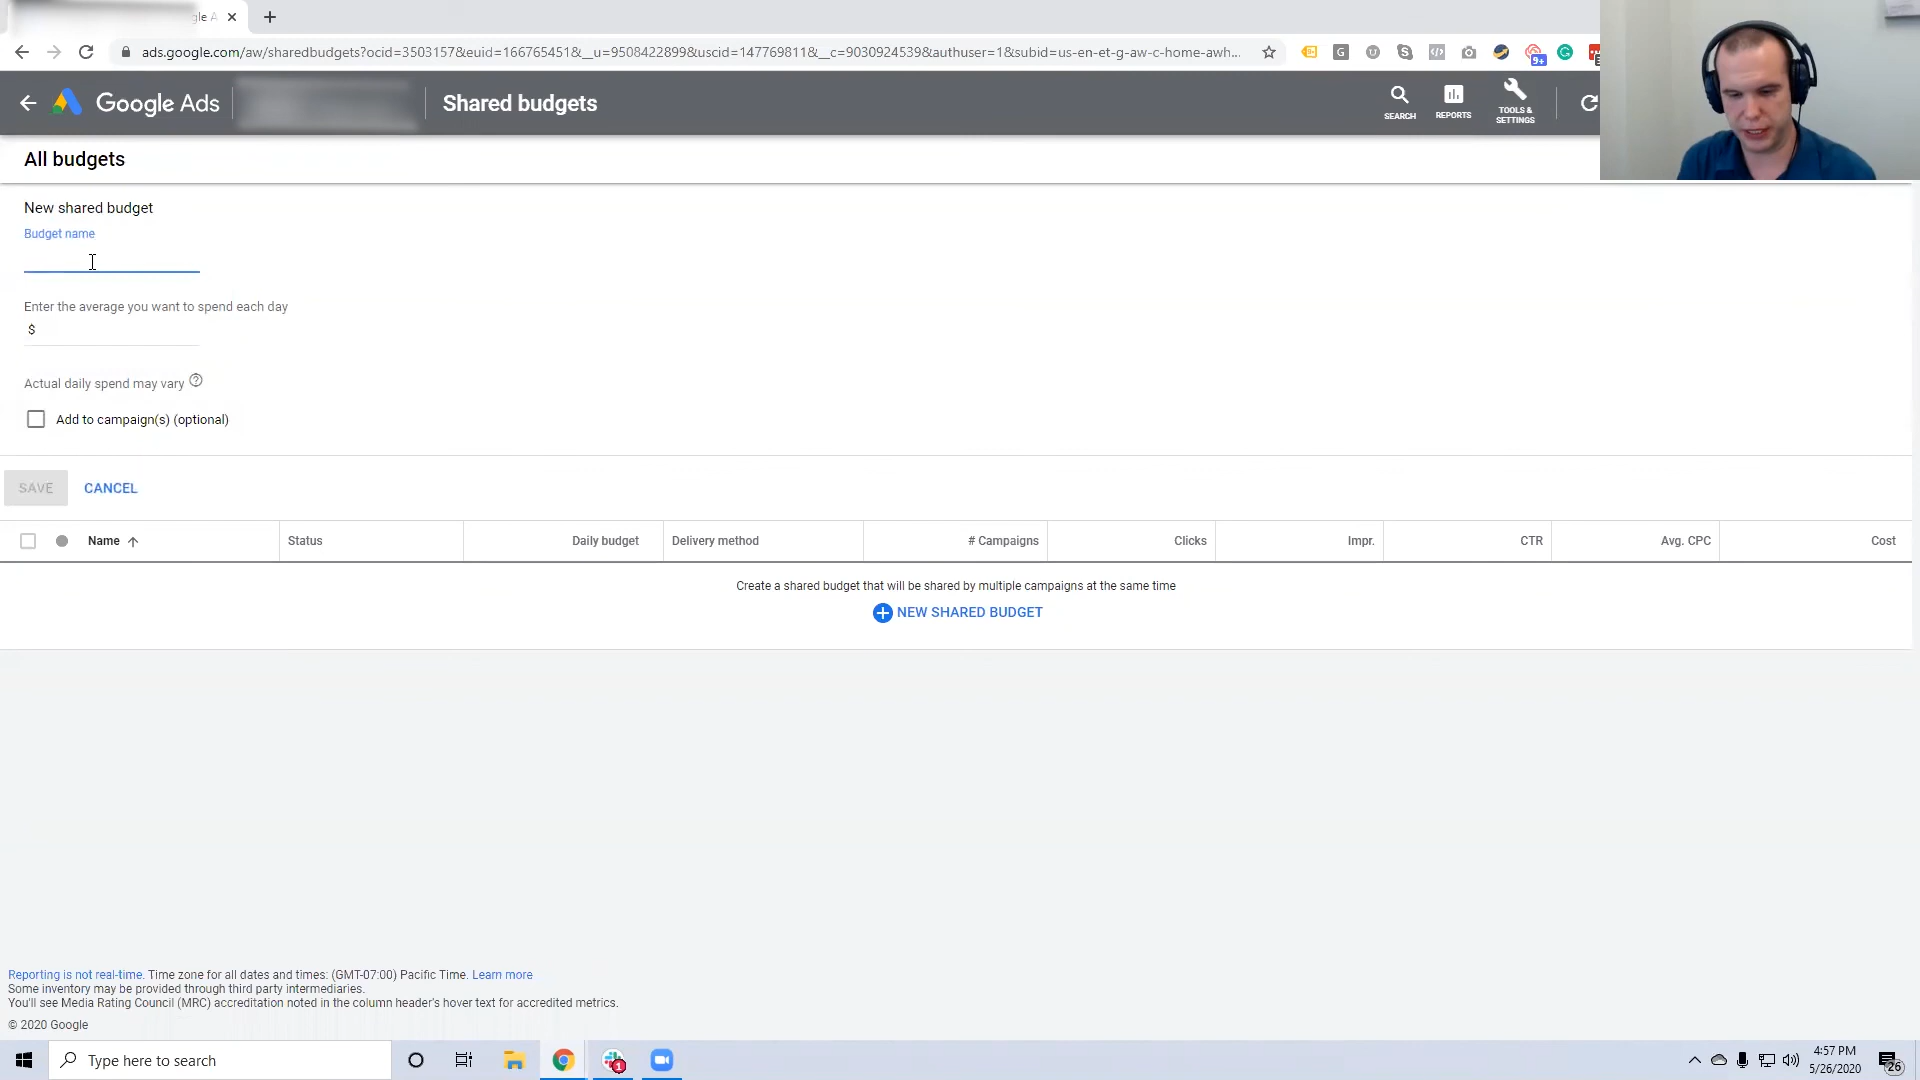 gle A
ads.google.com/aw/sharedbudgets?ocid=3503157&euid=166765451&__u=9508422899&uscid=1477698111&__c=9030924539&authuser=1&subid=us-en-et-g-aw-c-home-awh...
G
9+
G
Google Ads
Shared budgets
SEARCH
REPORTS
TOOLS &
SETTINGS
All budgets
New shared budget
Budget name
Enter the average you want to spend each day
$
Actual daily spend may vary
Add to campaign(s) (optional)
SAVE
CANCEL
Name
Status
Daily budget
Delivery method
# Campaigns
Clicks
Impr.
CTR
Avg. CPC
Cost
Create a shared budget that will be shared by multiple campaigns at the same time
NEW SHARED BUDGET
Reporting is not real-time. Time zone for all dates and times: (GMT-07:00) Pacific Time. Learn more
Some inventory may be provided through third party intermediaries.
You'll see Media Rating Council (MRC) accreditation noted in the column header's hover text for accredited metrics.
© 2020 Google
Type here to search
1
4:57 PM
5/26/2020
26